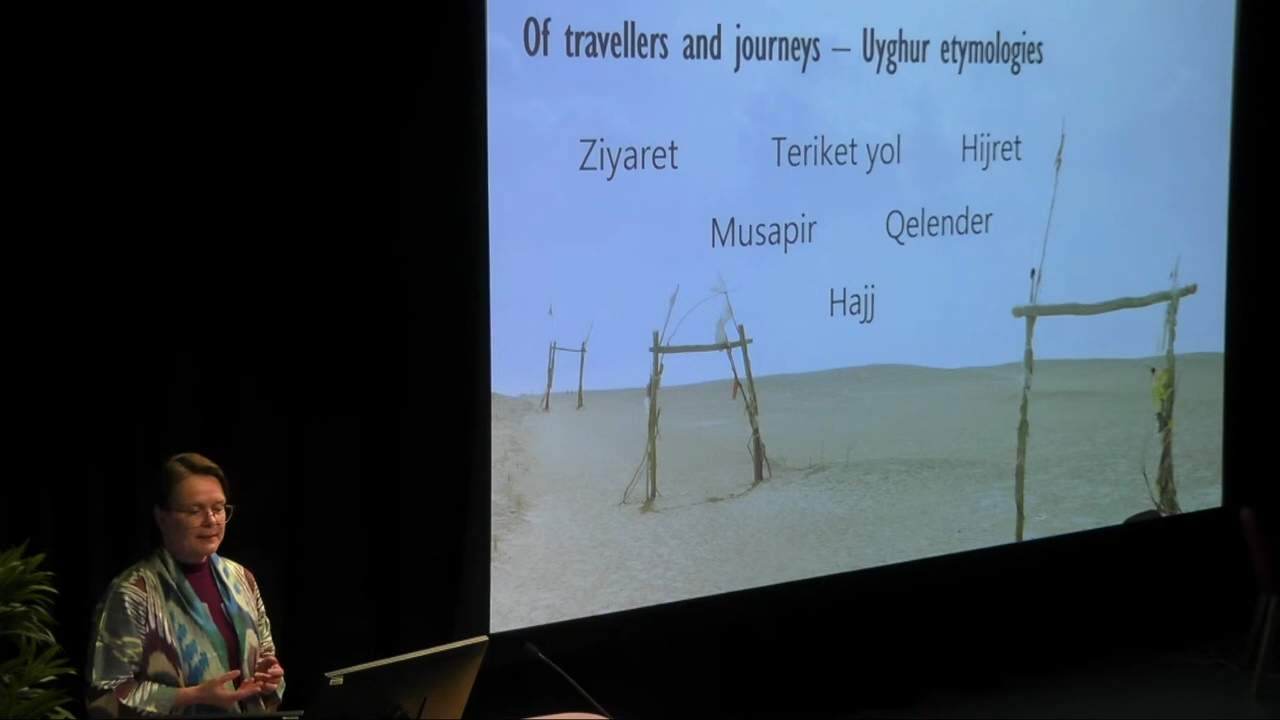 Of travellers and journeys – Uyghur etymologies
Ziyaret Teriket yol Hijret
Musapir Qelender
Hajj